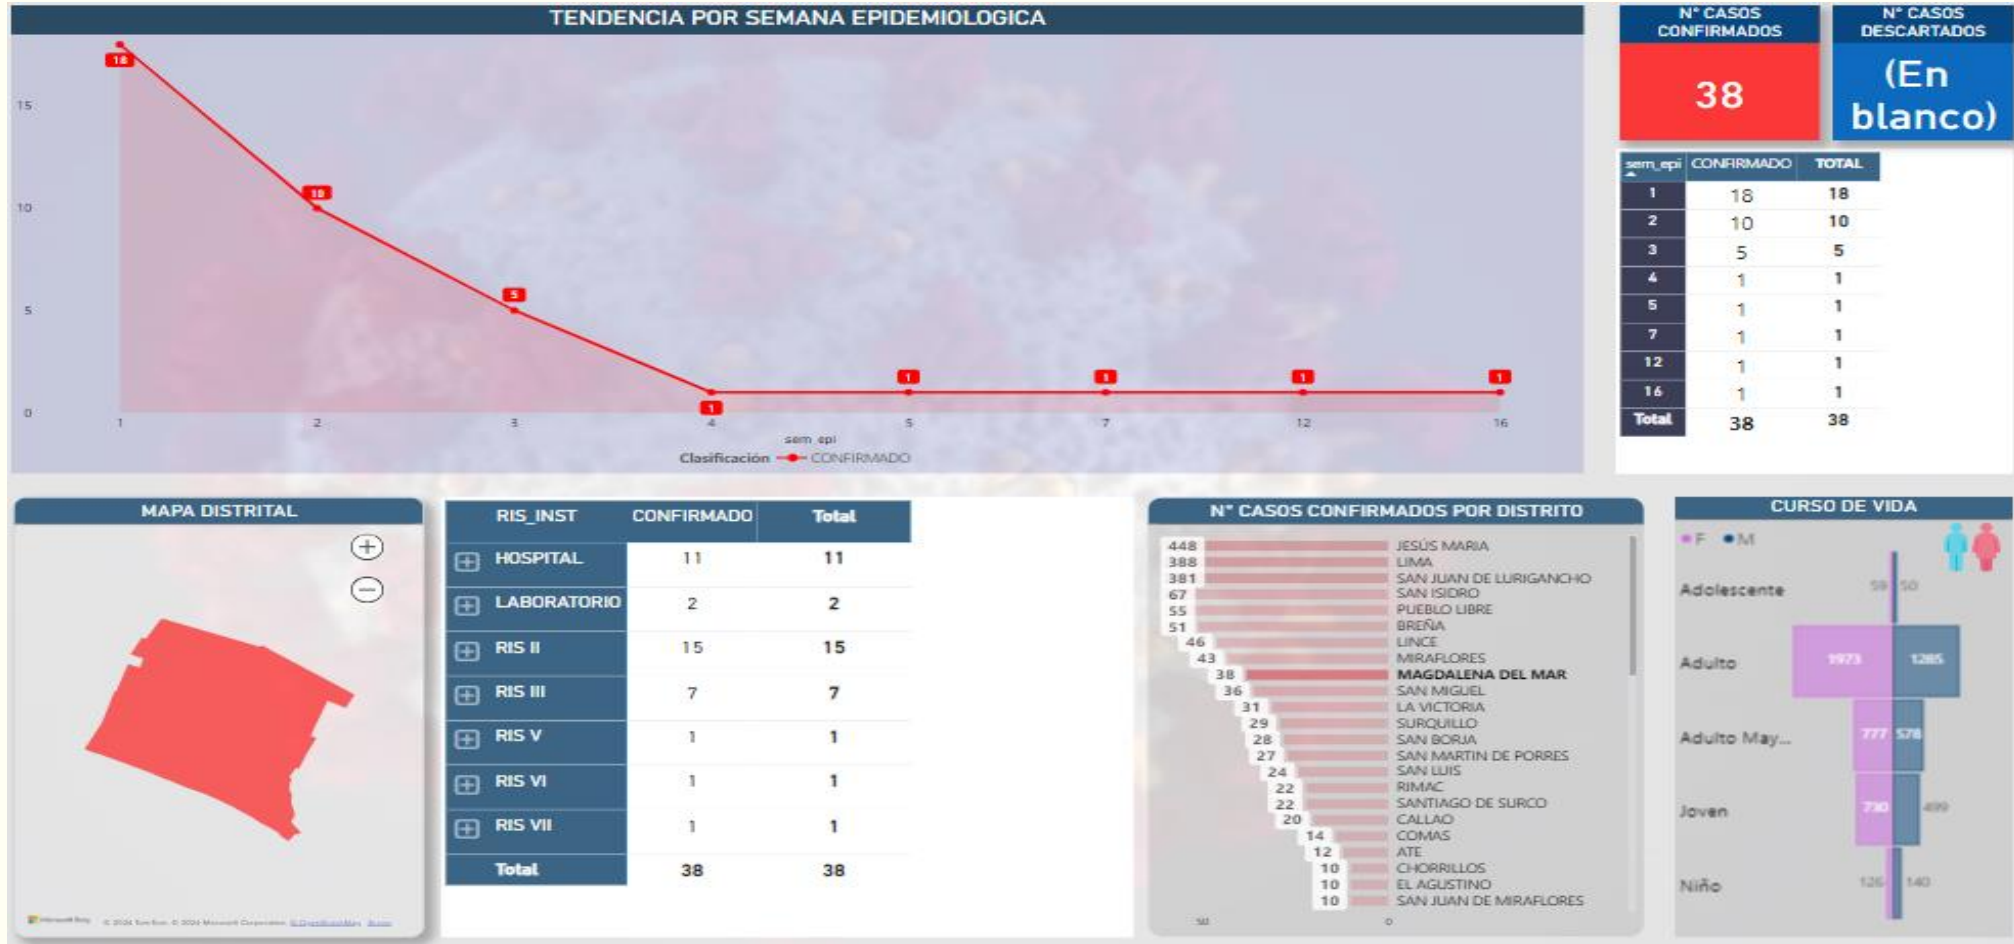 TENDENCIA POR SEMANA EPIDEMIOLOGICA
18
15
10
10
5
5
1
1
1
1
1
0
1 2 3 4 5 7 12 16
sem_epi
Clasificación CONFIRMADO
N° CASOS
CONFIRMADOS
38
N° CASOS
DESCARTADOS
(En
blanco)
sem_epi CONFIRMADO TOTAL
1 18 18
2 10 10
3 5 5
4 1 1
5 1 1
7 1 1
12 1 1
16 1 1
Total 38 38
MAPA DISTRITAL
RIS_INST CONFIRMADO Total
HOSPITAL 11 11
LABORATORIO 2 2
RIS II 15 15
RIS III 7 7
RIS V 1 1
RIS VI 1 1
RIS VII 1 1
Total 38 38
N° CASOS CONFIRMADOS POR DISTRITO
448 JESÚS MARIA
388 LIMA
381 SAN JUAN DE LURIGANCHO
67 SAN ISIDRO
55 PUEBLO LIBRE
51 BREÑA
46 LINCE
43 MIRAFLORES
38 MAGDALENA DEL MAR
36 SAN MIGUEL
31 LA VICTORIA
29 SURQUILLO
28 SAN BORJA
27 SAN MARTIN DE PORRES
24 SAN LUIS
22 RIMAC
22 SANTIAGO DE SURCO
20 CALLAO
14 COMAS
12 ATE
10 CHORRILLOS
10 EL AGUSTINO
10 SAN JUAN DE MIRAFLORES
50 0
CURSO DE VIDA
F M
Adolescente 59 50
Adulto 1973 1285
Adulto May... 777 578
Joven 730 499
Niño 126 140